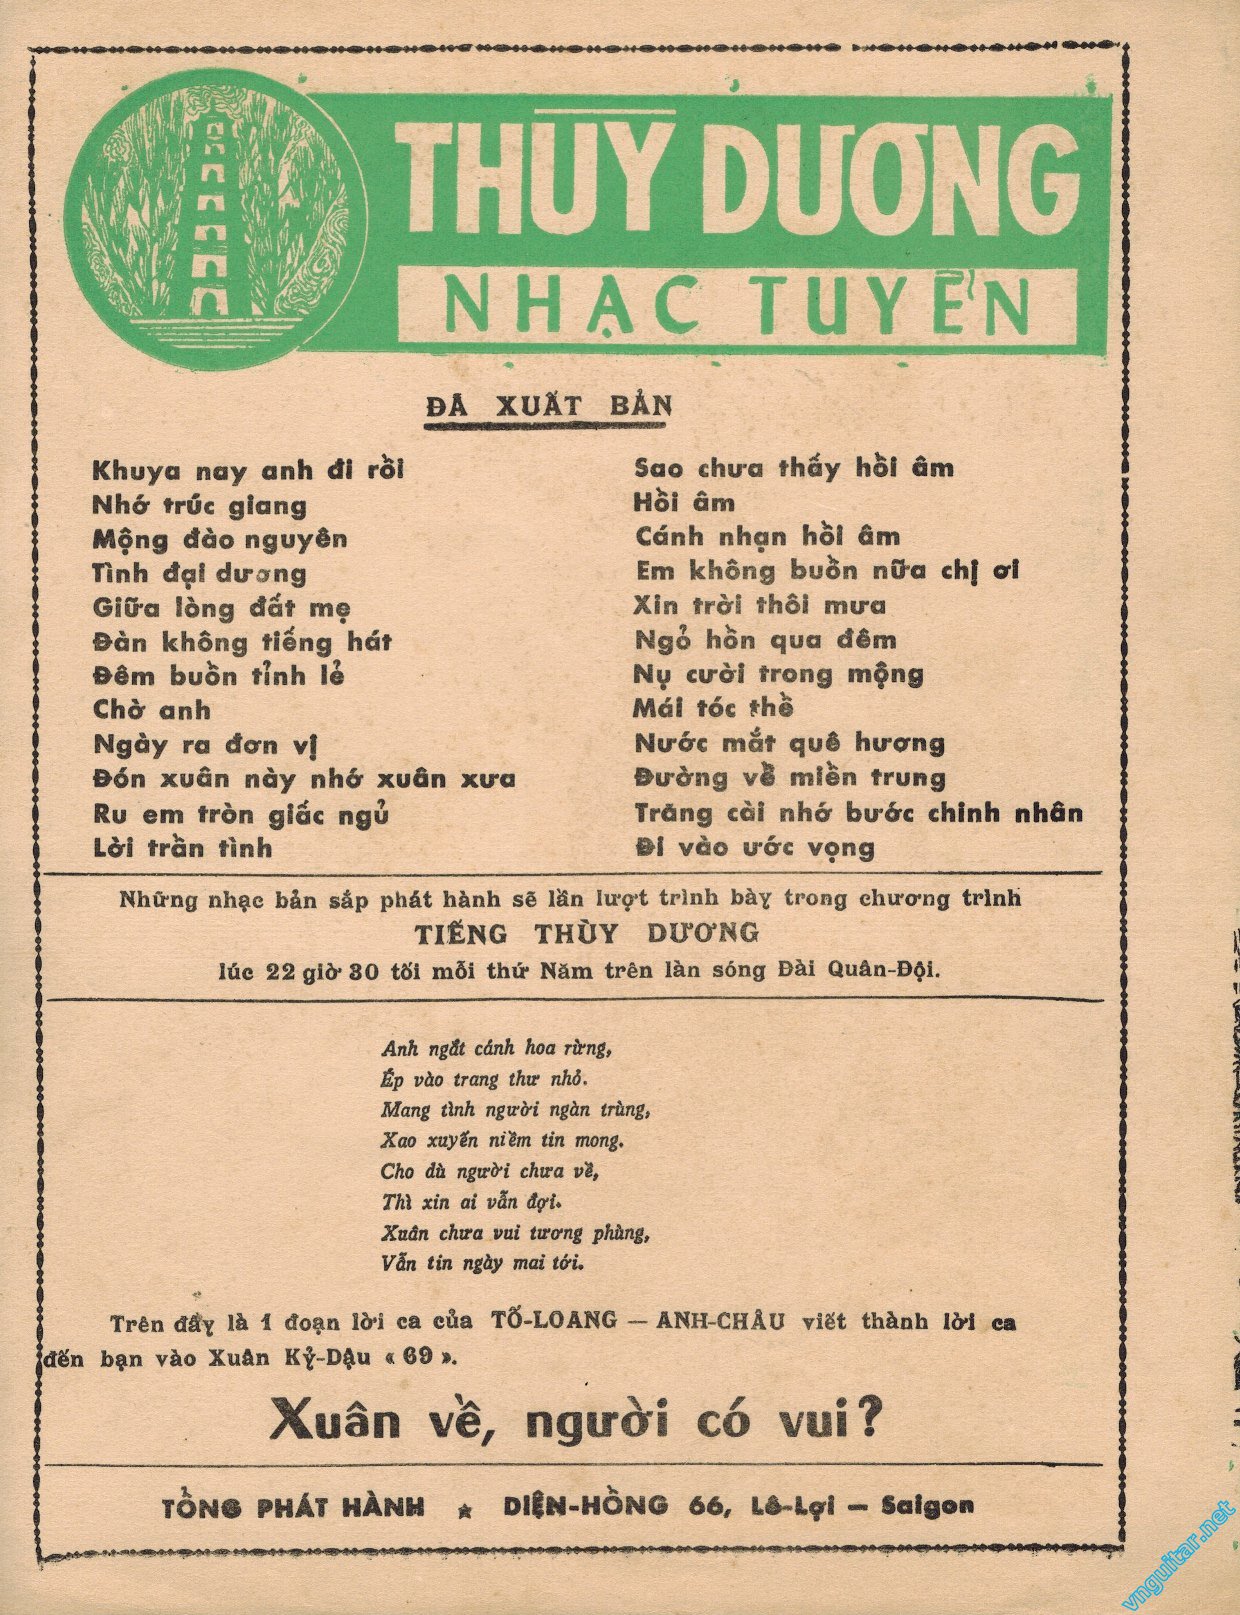 THÙY DƯƠNG
NHẠC TUYỂN
ĐÃ XUẤT BẢN
Khuya nay anh đi rồi
Nhớ trúc giang
Mộng đào nguyên
Tình đại dương
Giữa lòng đất mẹ
Đàn không tiếng hát
Đêm buồn tỉnh lẻ
Chờ anh
Ngày ra đơn vị
Đón xuân này nhớ xuân xưa
Ru em tròn giấc ngủ
Lời trần tình
Sao chưa thấy hồi âm
Hồi âm
Cánh nhạn hồi âm
Em không buồn nữa chị ơi
Xin trời thôi mưa
Ngỏ hồn qua đêm
Nụ cười trong mộng
Mái tóc thề
Nước mắt quê hương
Đường về miền trung
Trăng cài nhớ bước chinh nhân
Đi vào ước vọng
Những nhạc bản sắp phát hành sẽ lần lượt trình bày trong chương trình
TIẾNG THÙY DƯƠNG
lúc 22 giờ 30 tối mỗi thứ Năm trên làn sóng Đài Quân-Đội.
Anh ngắt cánh hoa rừng,
Ép vào trang thư nhỏ.
Mang tình người ngàn trùng,
Xao xuyến niềm tin mong.
Cho dù người chưa về,
Thì xin ai vẫn đợi.
Xuân chưa vui tương phùng,
Vẫn tin ngày mai tới.
Trên đây là 1 đoạn lời ca của TỐ-LOANG — ANH-CHÂU viết thành lời ca
đến bạn vào Xuân Kỷ-Dậu « 69 ».
Xuân về, người có vui?
TỔNG PHÁT HÀNH ★ DIỆN-HỒNG 66, Lê-Lợi — Saigon
vnguitar.net